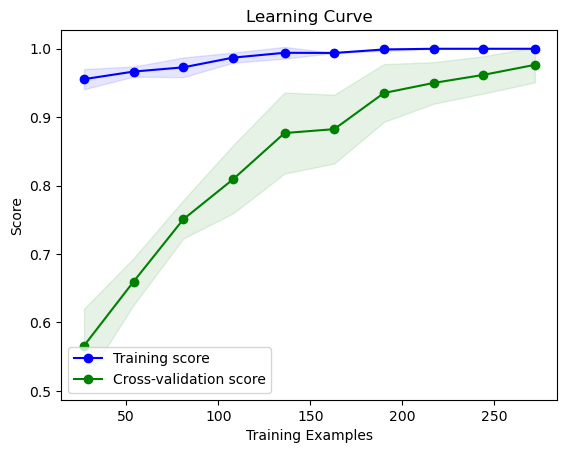 Learning Curve
1.0
0.9
0.8
0.7
0.6
0.5
Score
Training score
Cross-validation score
50
100
150
200
250
Training Examples